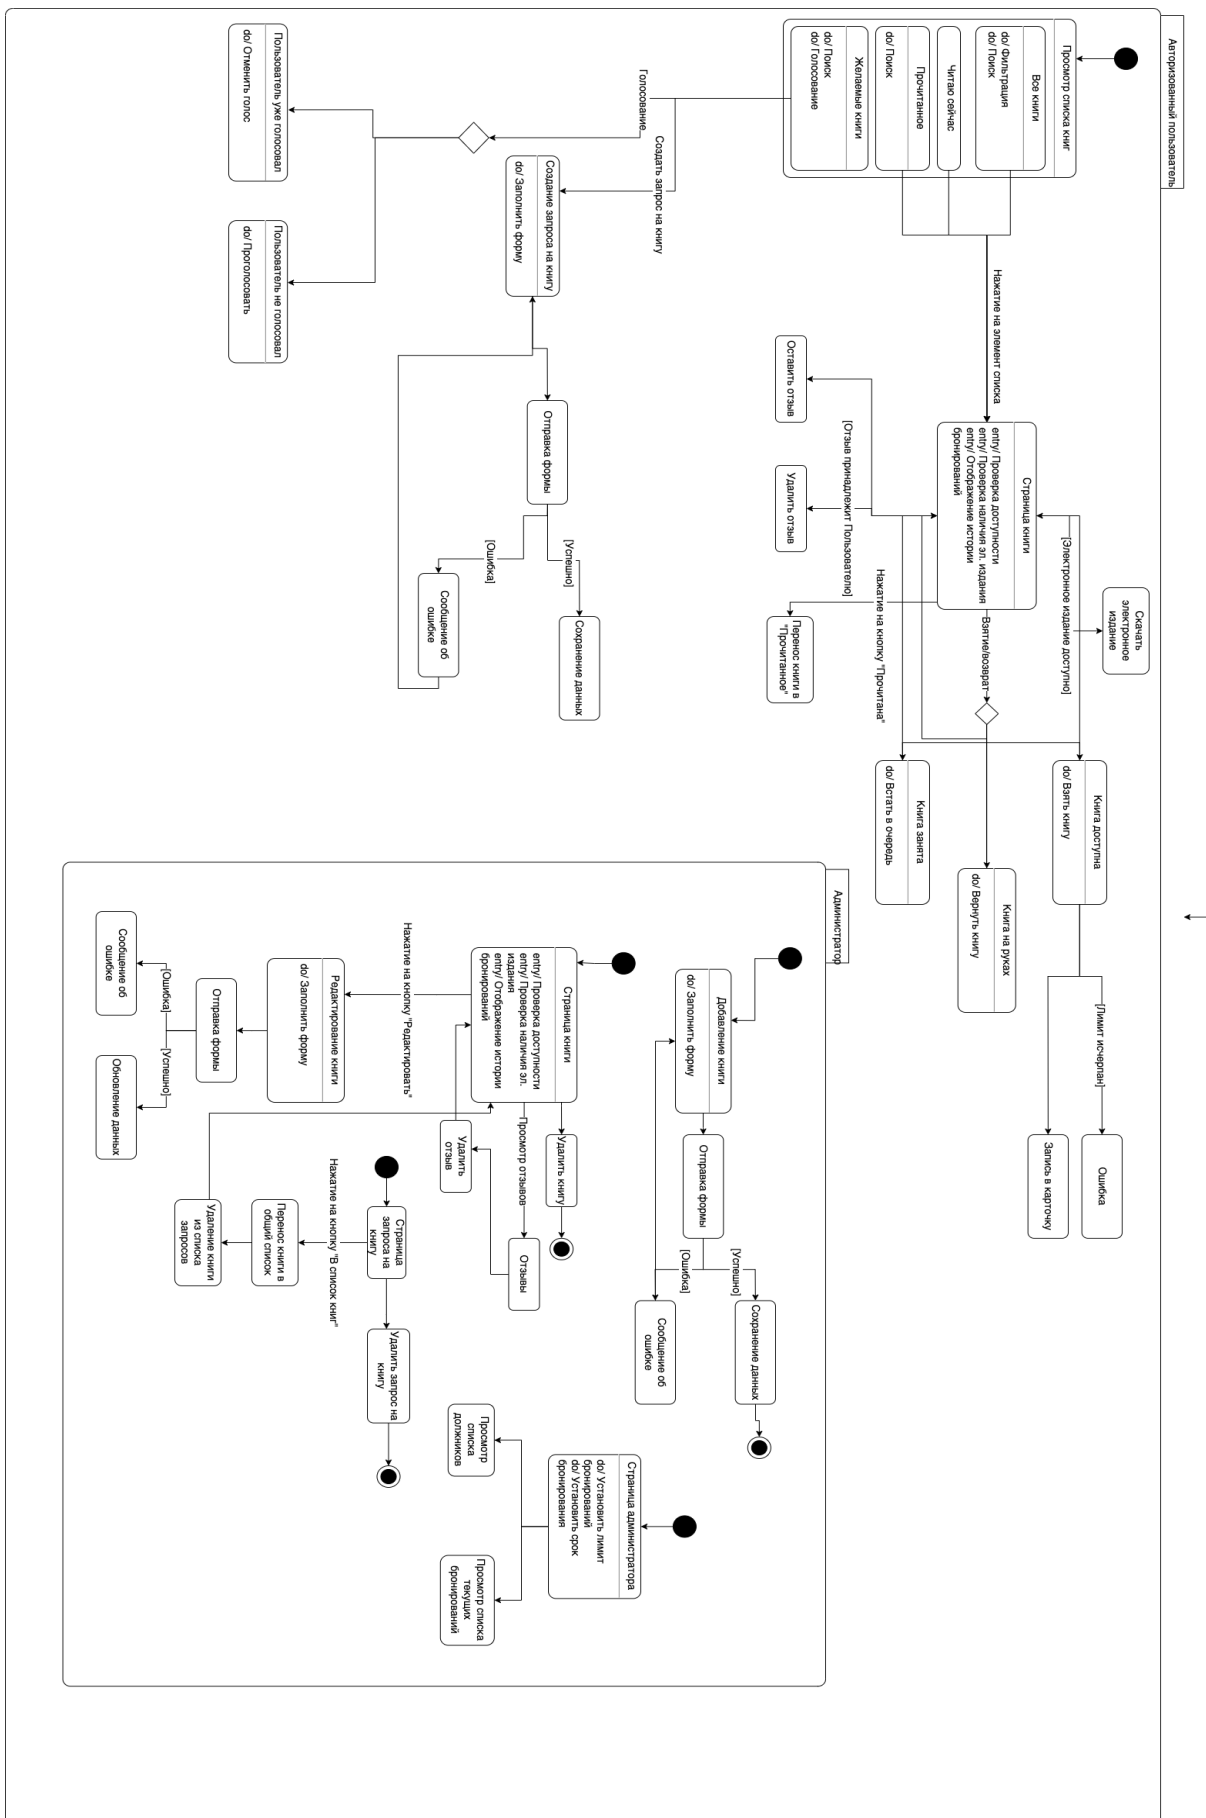 Авторизованный пользователь
Просмотр списка книг
Все книги
do/ Фильтрация
do/ Поиск
Читаю сейчас
Прочитанное
do/ Поиск
Желаемые книги
do/ Поиск
do/ Голосование
Нажатие на элемент списка
Создать запрос на книгу
Голосование
Создание запроса на книгу
do/ Заполнить форму
Пользователь уже голосовал
do/ Отменить голос
Пользователь не голосовал
do/ Проголосовать
Отправка формы
[Успешно]
[Ошибка]
Сохранение данных
Сообщение об
ошибке
Страница книги
entry/ Проверка доступности
entry/ Проверка наличия эл. издания
entry/ Отображение истории
бронирований
Оставить отзыв
[Отзыв принадлежит Пользователю]
Удалить отзыв
Нажатие на кнопку "Прочитана"
Перенос книги в
"Прочитанное"
[Электронное издание доступно]
Скачать
электронное
издание
Взятие/возврат
Книга доступна
do/ Взять книгу
Книга на руках
do/ Вернуть книгу
Книга занята
do/ Встать в очередь
[Лимит исчерпан]
Ошибка
Запись в карточку
Администратор
Добавление книги
do/ Заполнить форму
Отправка формы
[Успешно]
[Ошибка]
Сохранение данных
Сообщение об
ошибке
Страница книги
entry/ Проверка доступности
entry/ Проверка наличия эл.
издания
entry/ Отображение истории
бронирований
Удалить книгу
Просмотр отзывов
Отзывы
Удалить
отзыв
Нажатие на кнопку "Редактировать"
Редактирование книги
do/ Заполнить форму
Отправка формы
[Ошибка]
[Успешно]
Сообщение об
ошибке
Обновление данных
Страница
запроса на
книгу
Нажатие на кнопку "В список книг"
Перенос книги в
общий список
Удаление книги
из списка
запросов
Удалить запрос на
книгу
Страница администратора
do/ Установить лимит
бронирований
do/ Установить срок
бронирования
Просмотр
списка
должников
Просмотр списка
текущих
бронирований